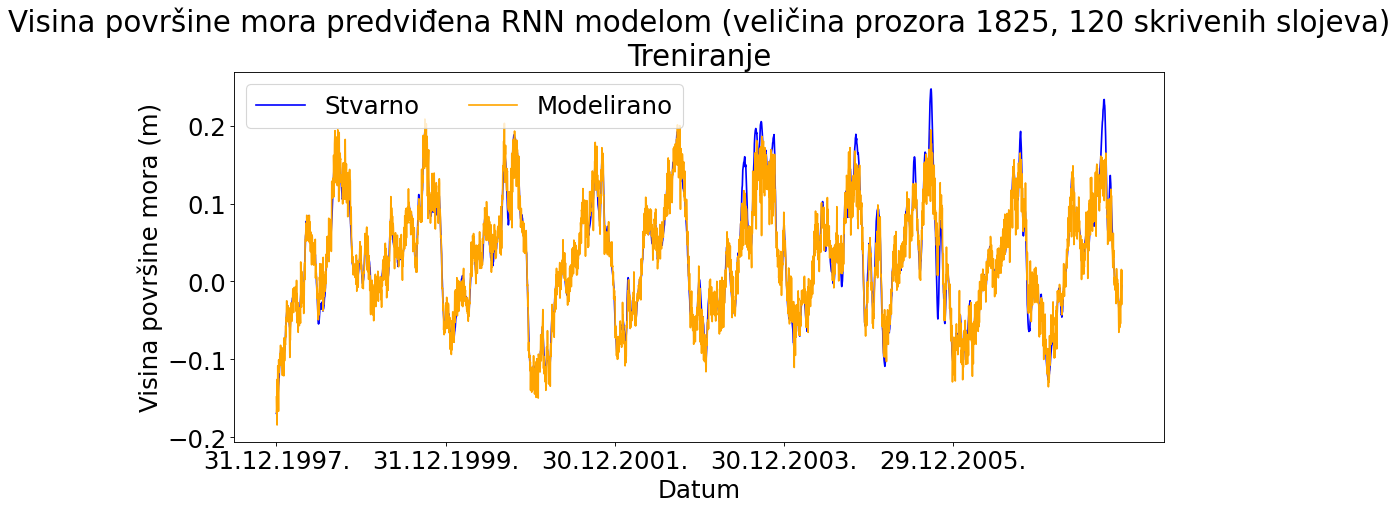 Visina površine mora predviđena RNN modelom (veličina prozora 1825, 120 skrivenih slojeva)
Treniranje
Stvarno
Modelirano
Visina površine mora (m)
0.2
0.1
0.0
−0.1
−0.2
31.12.1997.
31.12.1999.
30.12.2001.
30.12.2003.
29.12.2005.
Datum